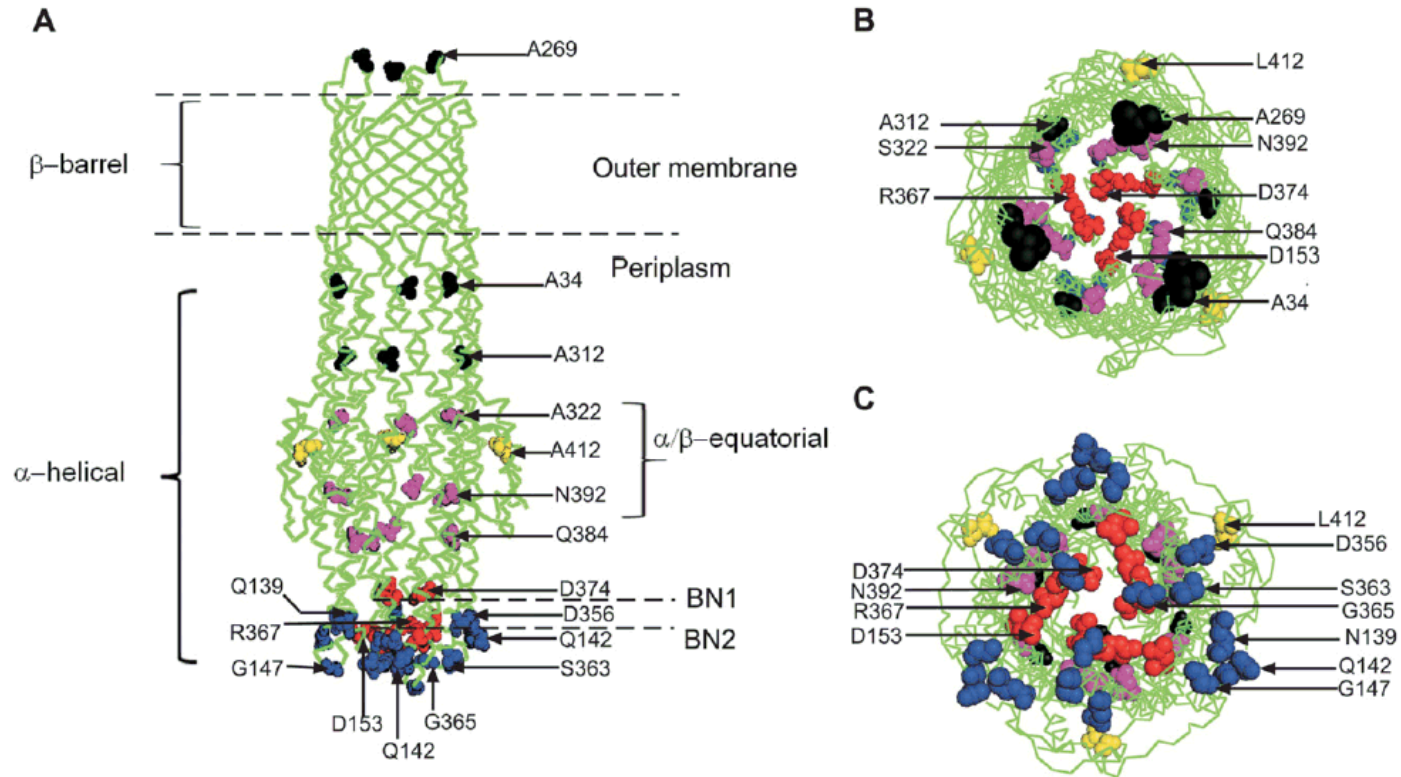 A
A269
β–barrel
Outer membrane
Periplasm
A34
A312
A322
A412
α/β–equatorial
α–helical
N392
Q384
Q139
D374
BN1
D356
R367
BN2
Q142
G147
S363
D153
G365
Q142
B
L412
A312
A269
S322
N392
R367
D374
Q384
D153
A34
C
L412
D356
D374
N392
S363
R367
G365
D153
N139
Q142
G147